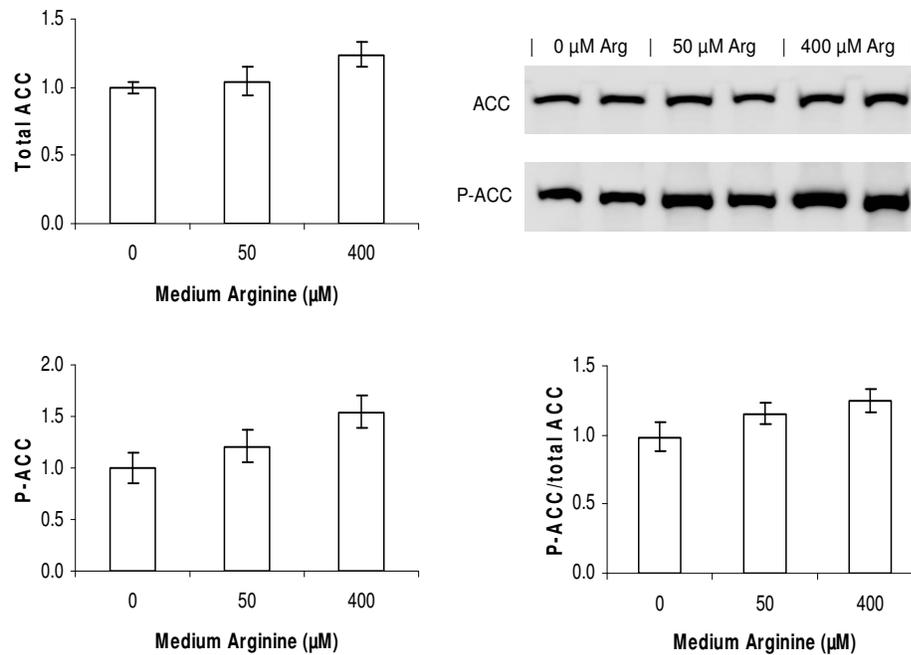 Total ACC
1.5
1.0
0.5
0.0
0 50 400
Medium Arginine (µM)
| 0 µM Arg | 50 µM Arg | 400 µM Arg
ACC
P-ACC
P-ACC
2.0
1.5
1.0
0.5
0.0
0 50 400
Medium Arginine (µM)
P-ACC/total ACC
1.5
1.0
0.5
0.0
0 50 400
Medium Arginine (µM)